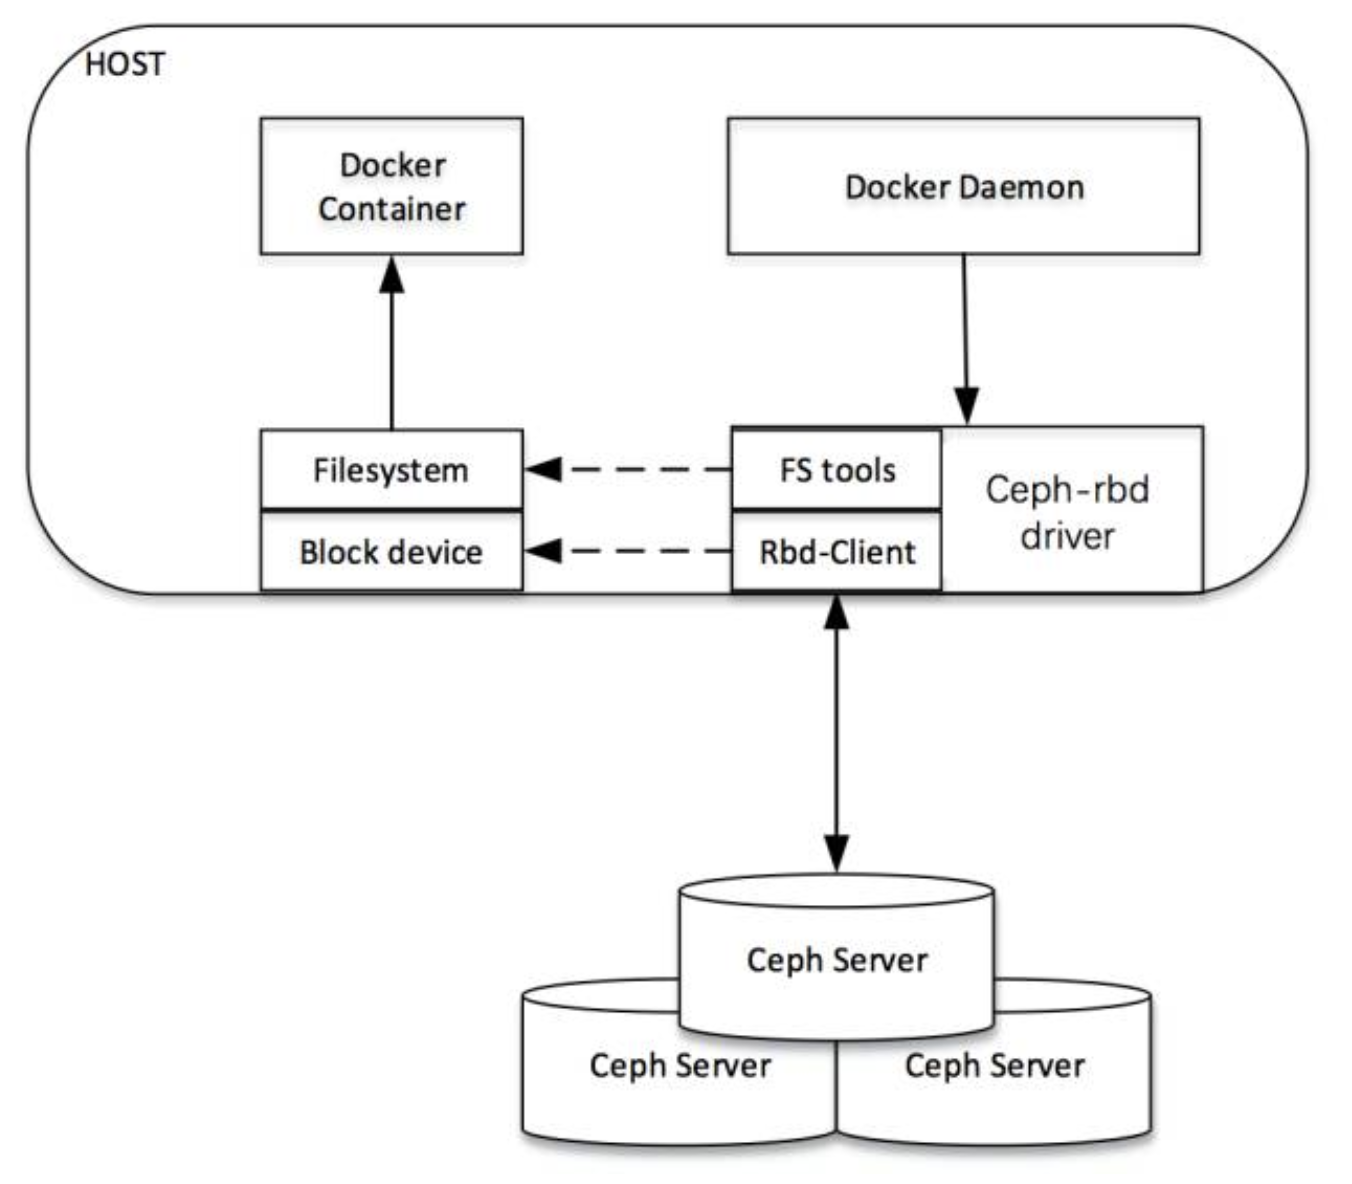 HOST
Docker
Container
Docker Daemon
Filesystem
FS tools
Ceph-rbd
driver
Block device
Rbd-Client
Ceph Server
Ceph Server
Ceph Server